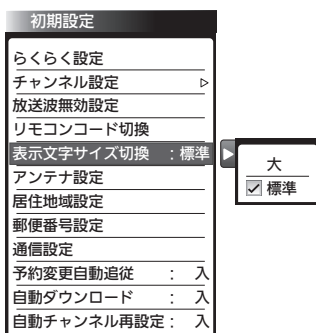 初期設定
らくらく設定
チャンネル設定
放送波無効設定
リモコンコード切換
表示文字サイズ切換 : 標準
大
標準
アンテナ設定
居住地域設定
郵便番号設定
通信設定
予約変更自動追従 : 入
自動ダウンロード : 入
自動チャンネル再設定 : 入